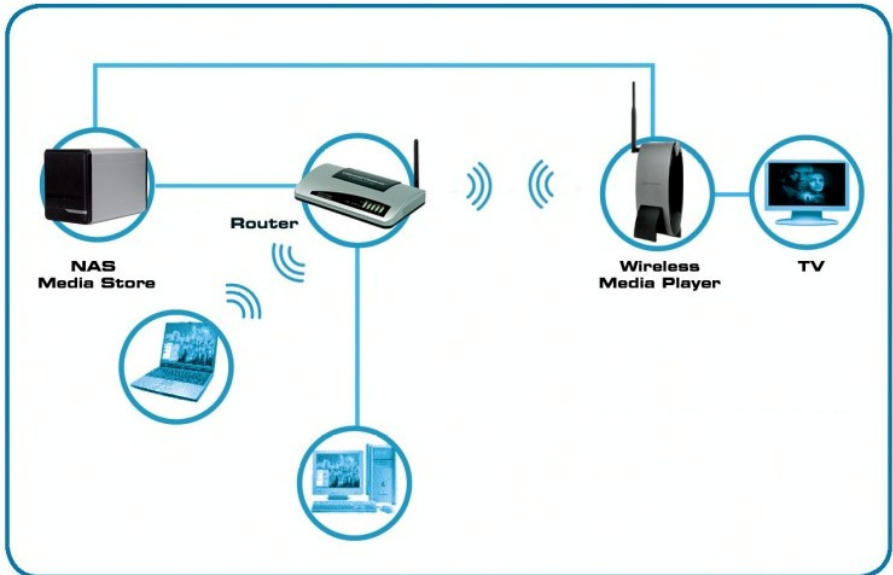 Router
NAS
Media Store
Wireless
Media Player
TV